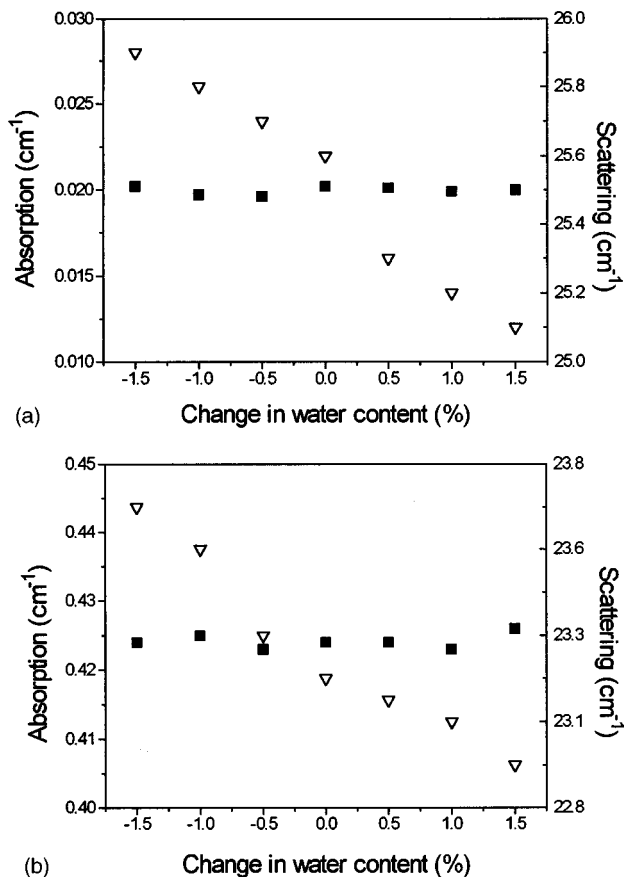 0.030
0.025
0.020
0.015
0.010
Absorption (cm-1)
26.0
25.8
25.6
25.4
25.2
25.0
Scattering (cm-1)
-1.5 -1.0 -0.5 0.0 0.5 1.0 1.5
(a) Change in water content (%)
0.45
0.44
0.43
0.42
0.41
0.40
Absorption (cm-1)
23.8
23.6
23.3
23.1
22.8
Scattering (cm-1)
-1.5 -1.0 -0.5 0.0 0.5 1.0 1.5
(b) Change in water content (%)